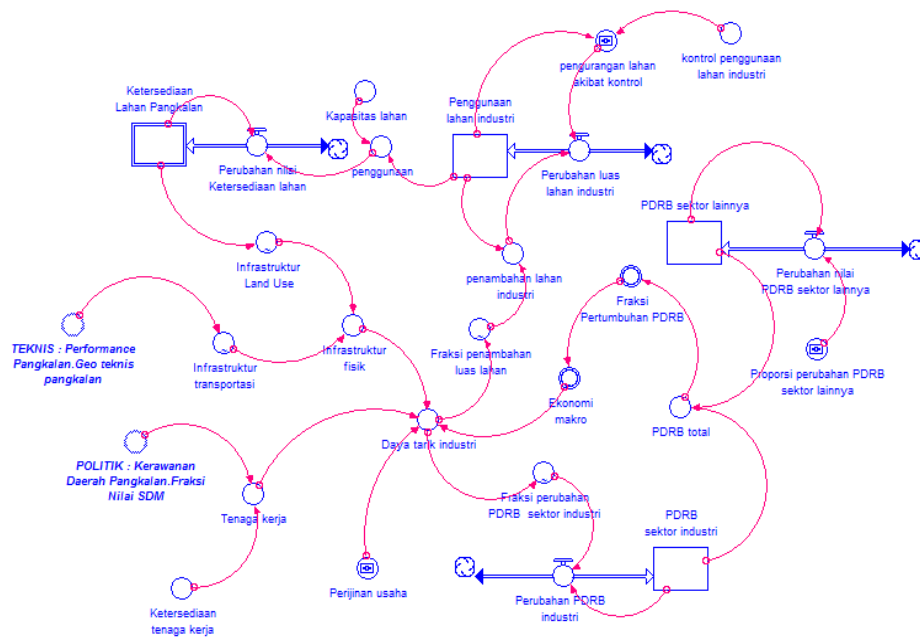 pengurangan lahan
akibat kontrol
kontrol penggunaan
lahan industri
Ketersediaan
Lahan Pangkalan
Kapasitas lahan
Penggunaan
lahan industri
Perubahan nilsi
Ketersediaan lahan
penggunaan
Perubahan luas
lahan industri
PDRB sektor lainnya
Infrastruktur
Land Use
penambahan lahan
industri
Perubahan nilai
PDRB sektor lainnya
Fraksi
Pertumbuhan PDRB
TEKNIS : Performance
Pangkalan.Geo teknis
pangkalan
Infrastruktur
transportasi
Infrastruktur
fisik
Fraksi penambahan
luas lahan
Proporsi perubahan PDRB
sektor lainnya
Ekonomi
makro
Daya tarik industri
PDRB total
POLITIK : Kerawanan
Daerah Pangkalan.Fraksi
Nilai SDM
Tenaga kerja
Fraksi perubahan
PDRB sektor industri
PDRB
sektor industri
Ketersediaan
tenaga kerja
Perijinan usaha
Perubahan PDRB
industri